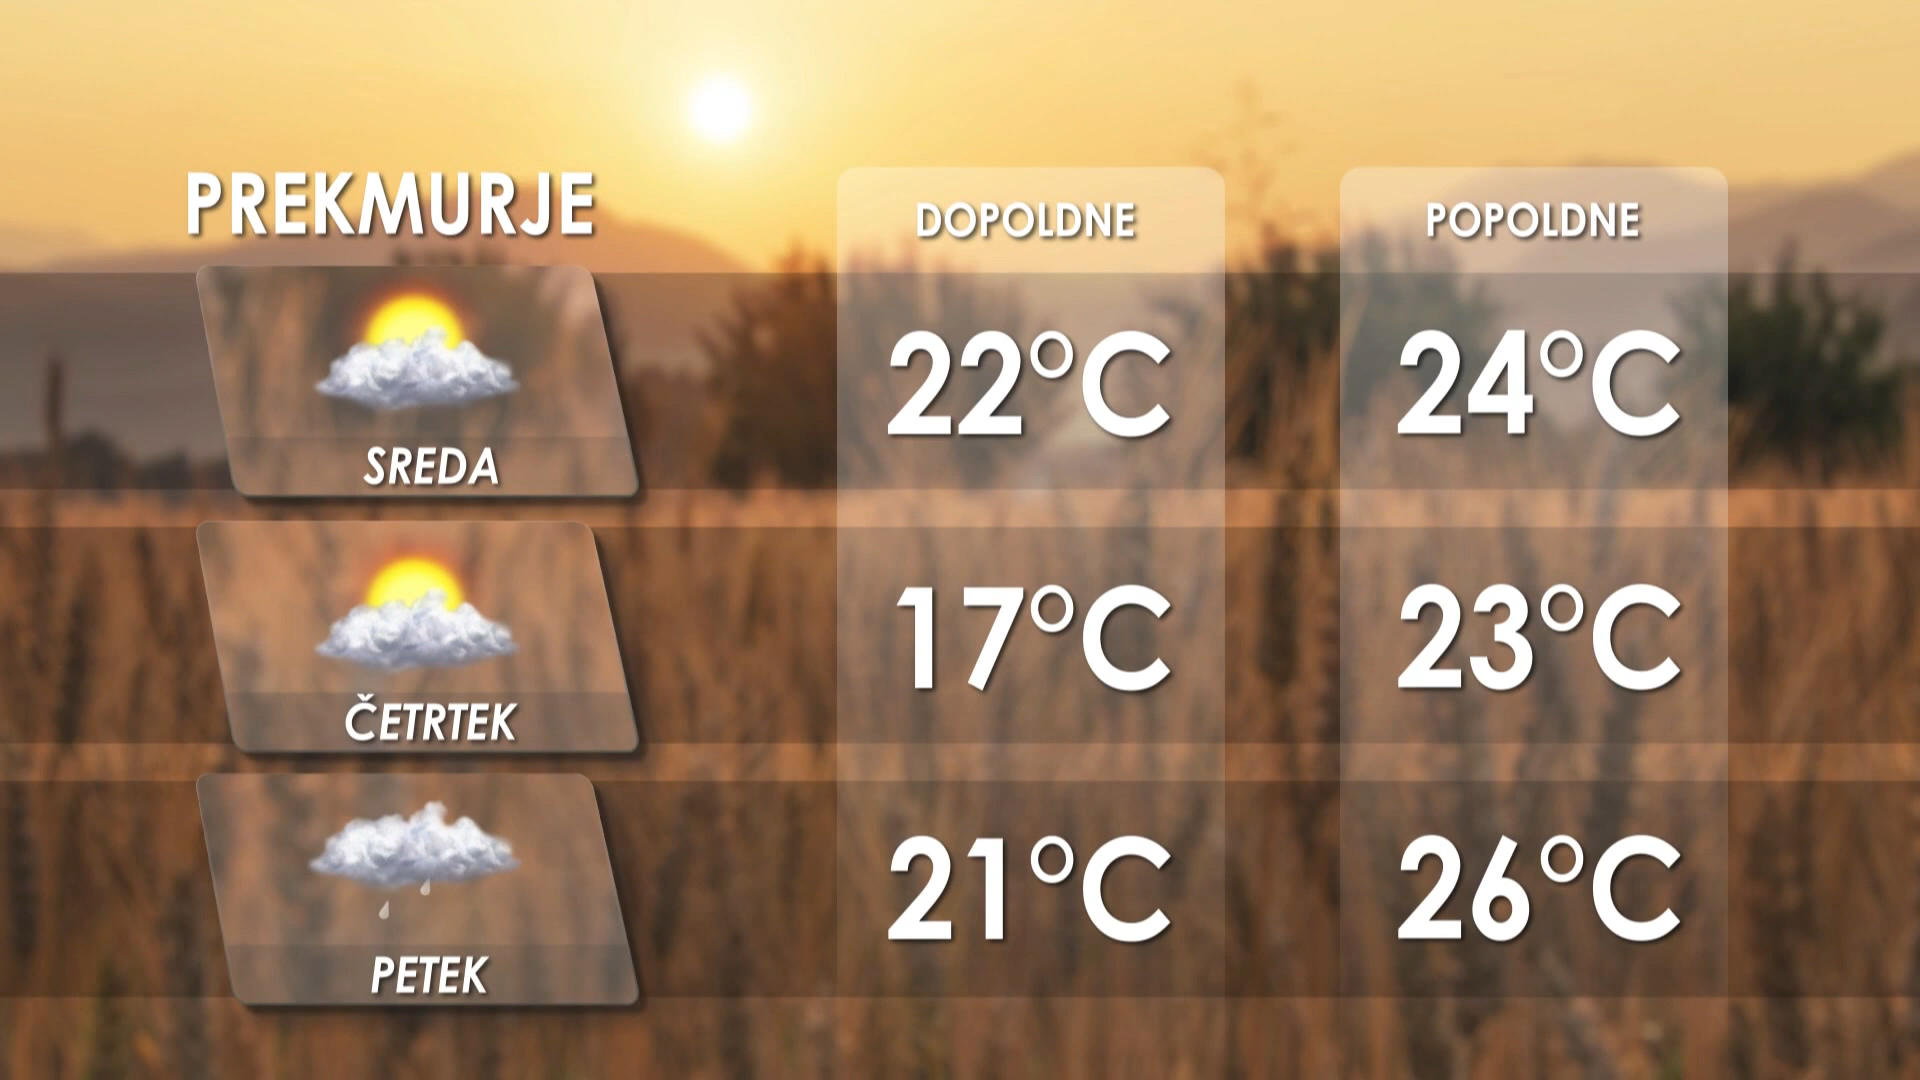 PREKMURJE
DOPOLDNE
POPOLDNE
22°C
24°C
SREDA
17°C
23°C
ČETRTEK
21°C
26°C
PETEK